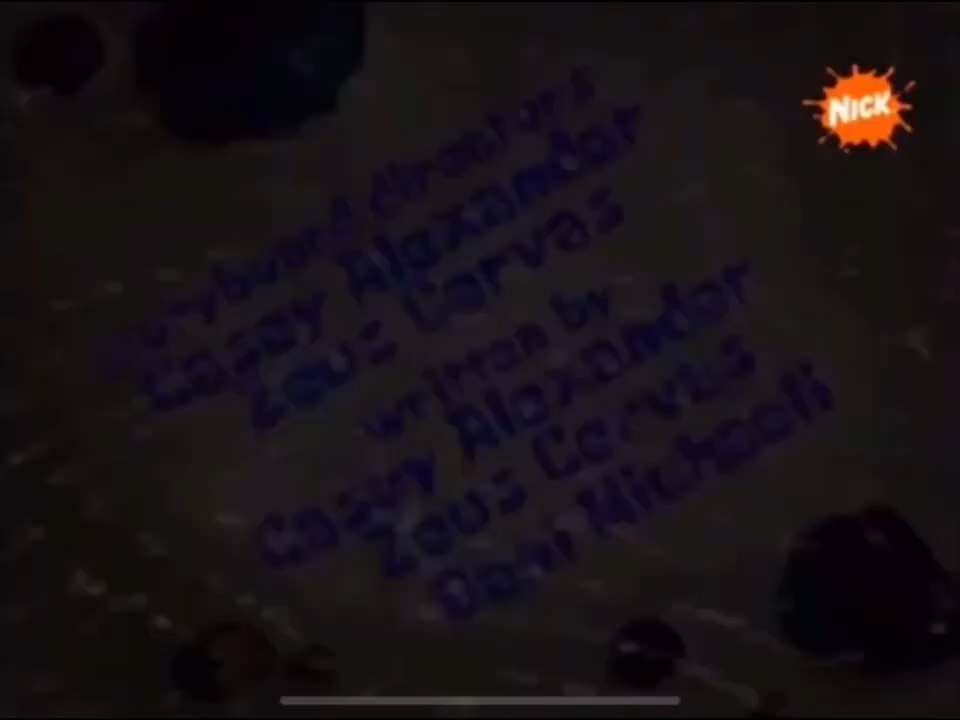 Storyboard directors
Casey Alexander
Zeus Cervas
written by
Casey Alexander
Zeus Cervas
Dani Michaeli
NICK